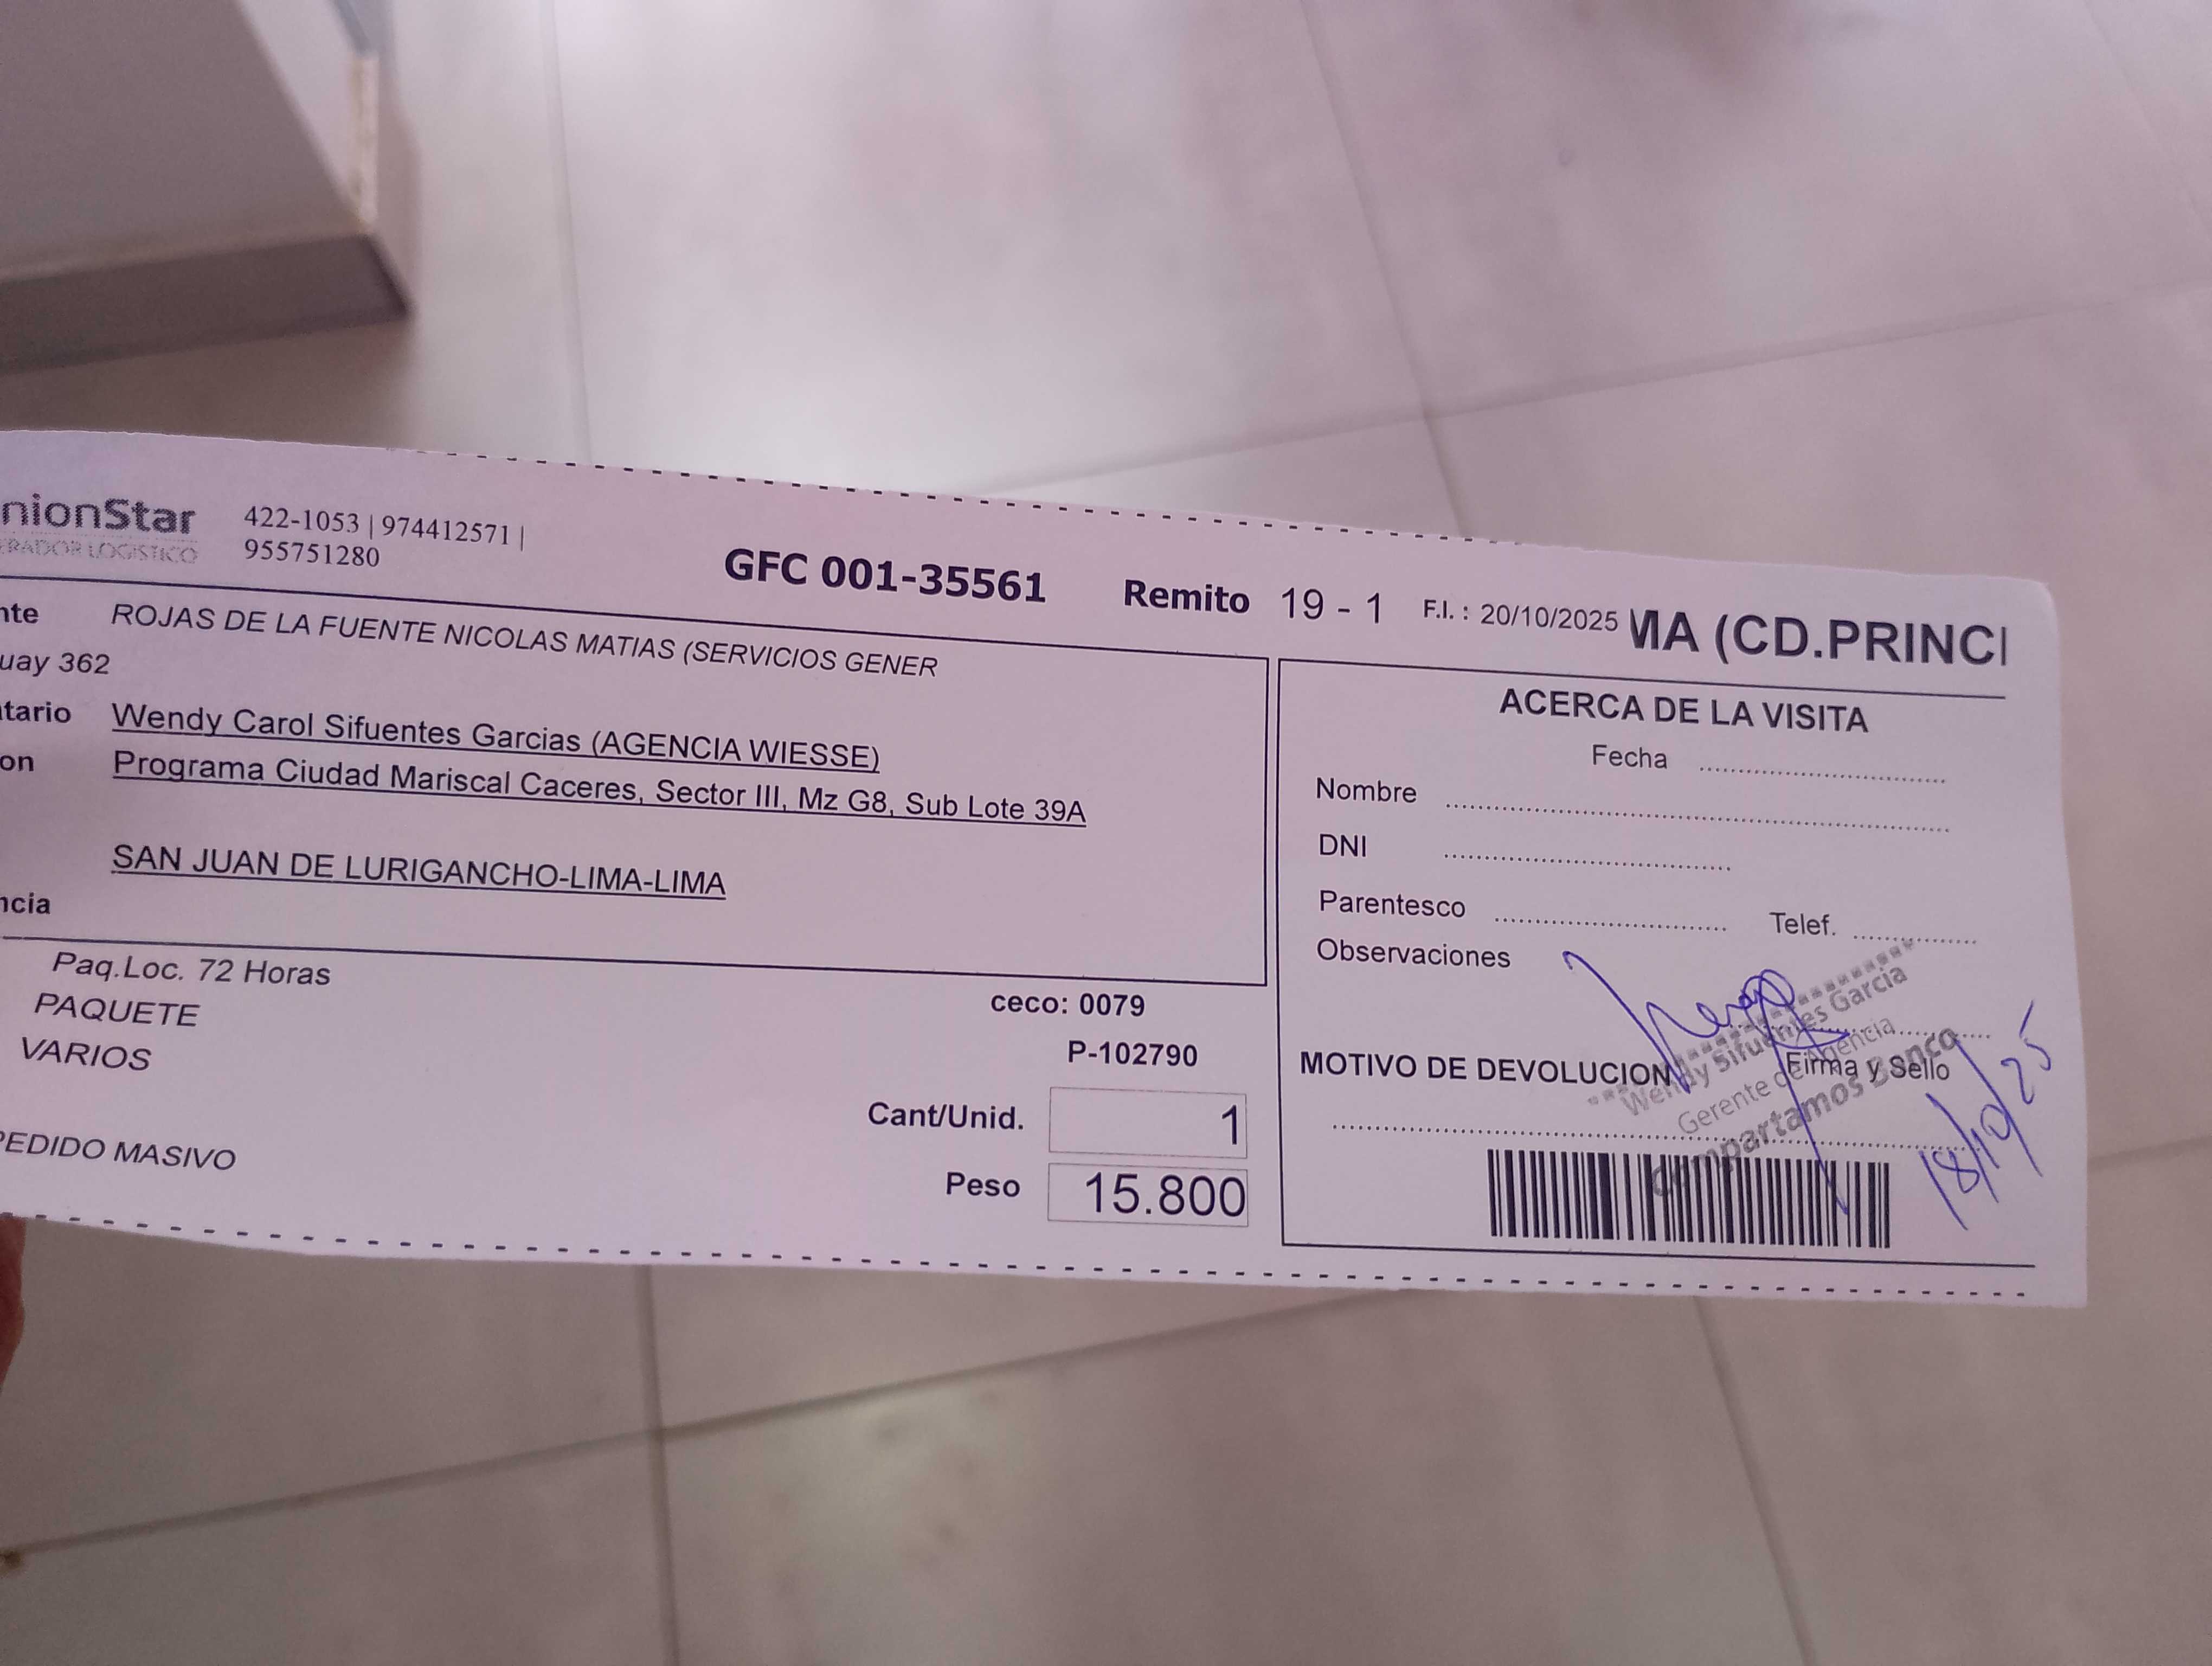 nionStar
ERADOR LOGISTICO
422-1053 | 974412571 |
955751280
GFC 001-35561 Remito 19 - 1 F.I. : 20/10/2025 MA (CD.PRINCI
nte ROJAS DE LA FUENTE NICOLAS MATIAS (SERVICIOS GENER
uay 362
tario Wendy Carol Sifuentes Garcias (AGENCIA WIESSE)
on Programa Ciudad Mariscal Caceres, Sector III, Mz G8, Sub Lote 39A
SAN JUAN DE LURIGANCHO-LIMA-LIMA
ncia
Paq.Loc. 72 Horas
PAQUETE
VARIOS
PEDIDO MASIVO
ceco: 0079
P-102790
Cant/Unid. 1
Peso 15.800
ACERCA DE LA VISITA
Fecha
Nombre
DNI
Parentesco Telef.
Observaciones
MOTIVO DE DEVOLUCION
Firma y Sello
Wendy Sifuentes García
Gerente de Agencia
Compartamos Banco
18/10/25